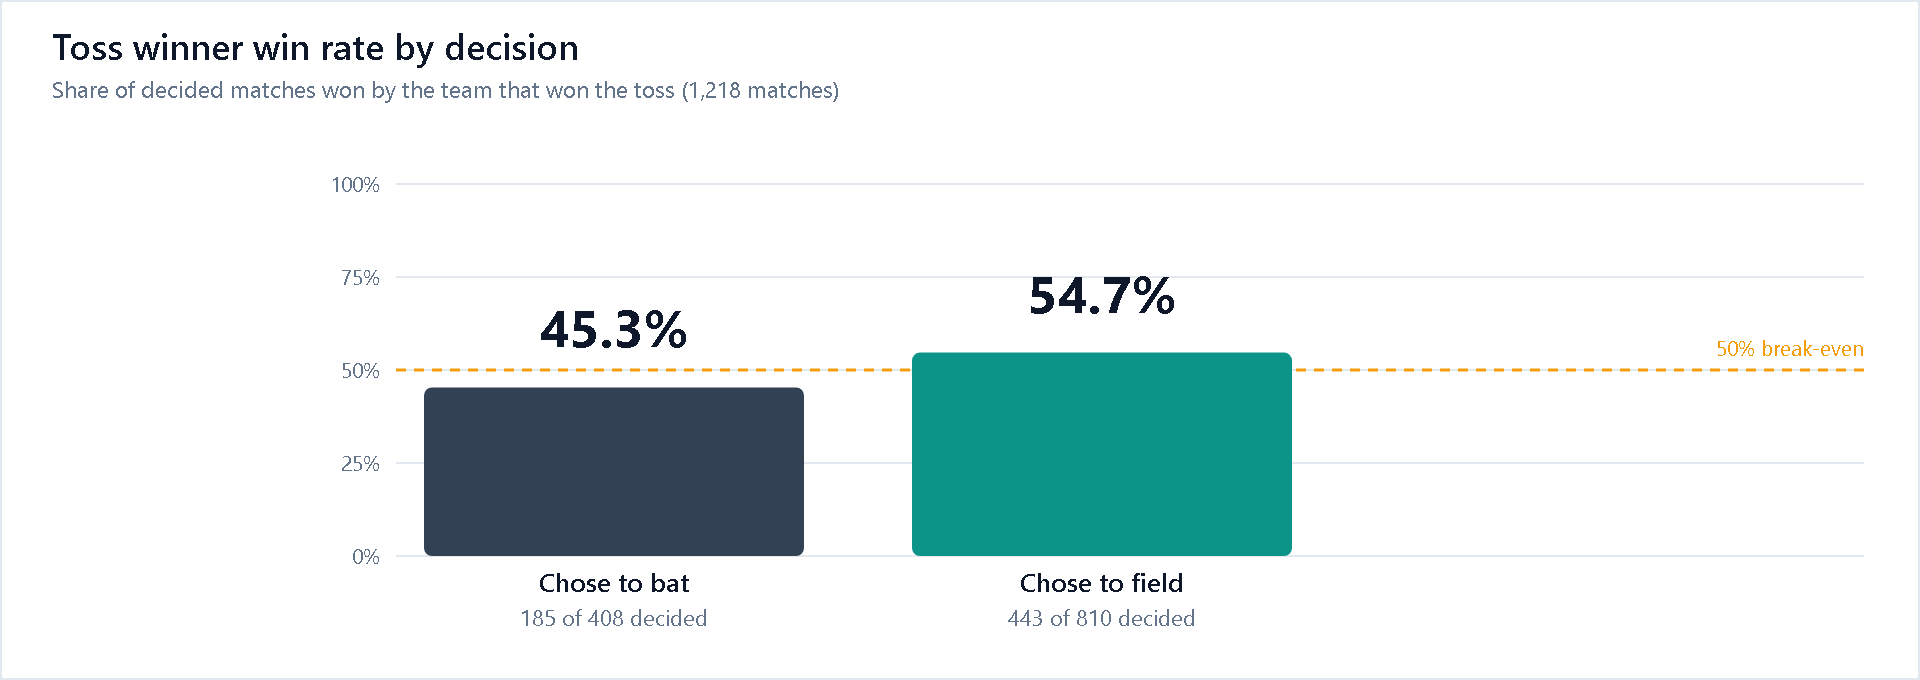 Toss winner win rate by decision
Share of decided matches won by the team that won the toss (1,218 matches)
100%
75%
54.7%
45.3%
50% break-even
50%
25%
0%
Chose to bat
Chose to field
185 of 408 decided
443 of 810 decided